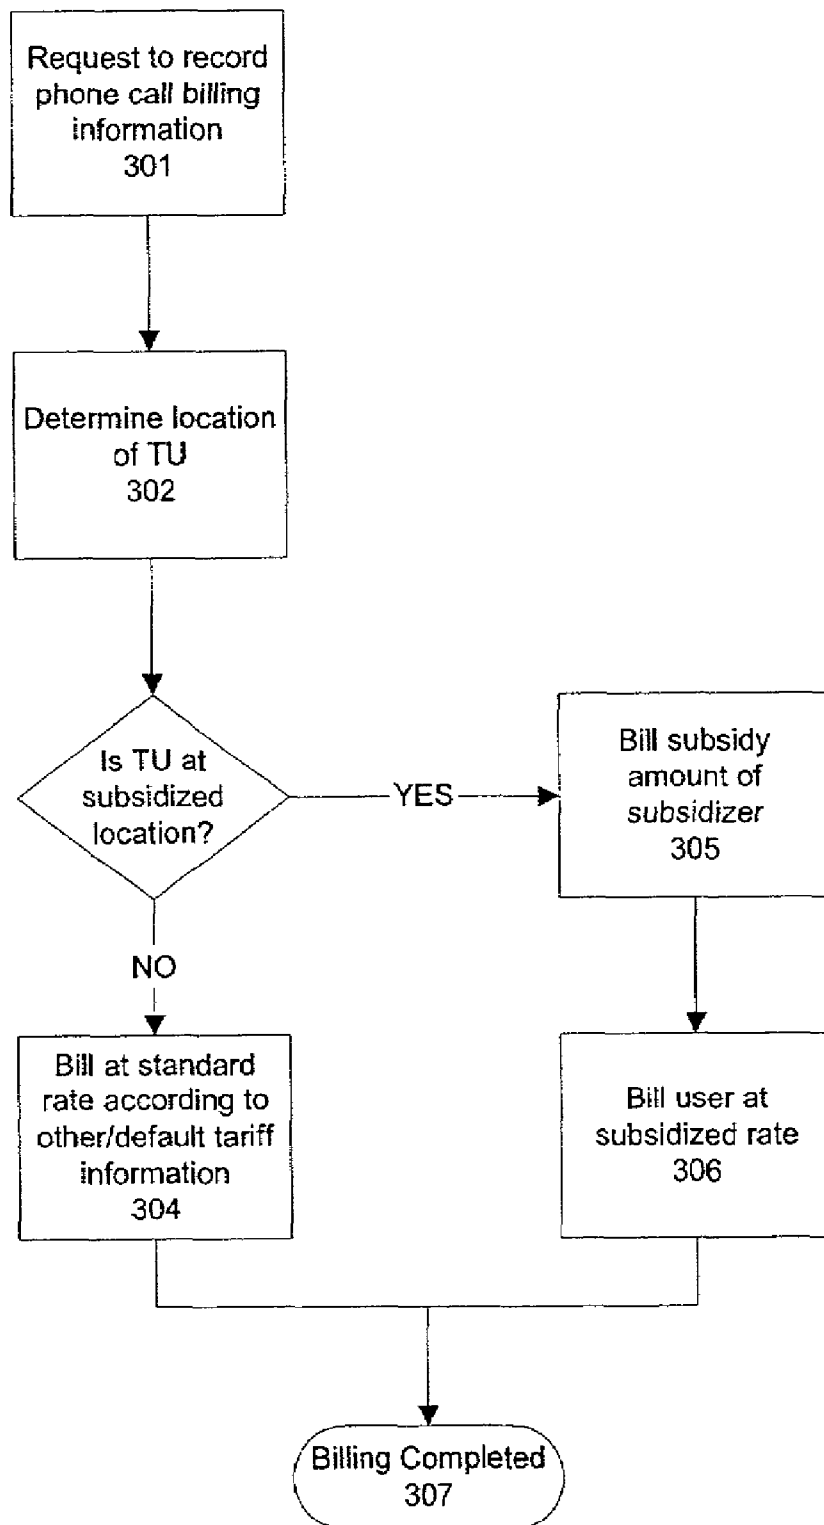 Request to record
phone call billing
information
301
Determine location
of TU
302
Is TU at
subsidized
location?
YES
Bill subsidy
amount of
subsidizer
305
NO
Bill at standard
rate according to
other/default tariff
information
304
Bill user at
subsidized rate
306
Billing Completed
307